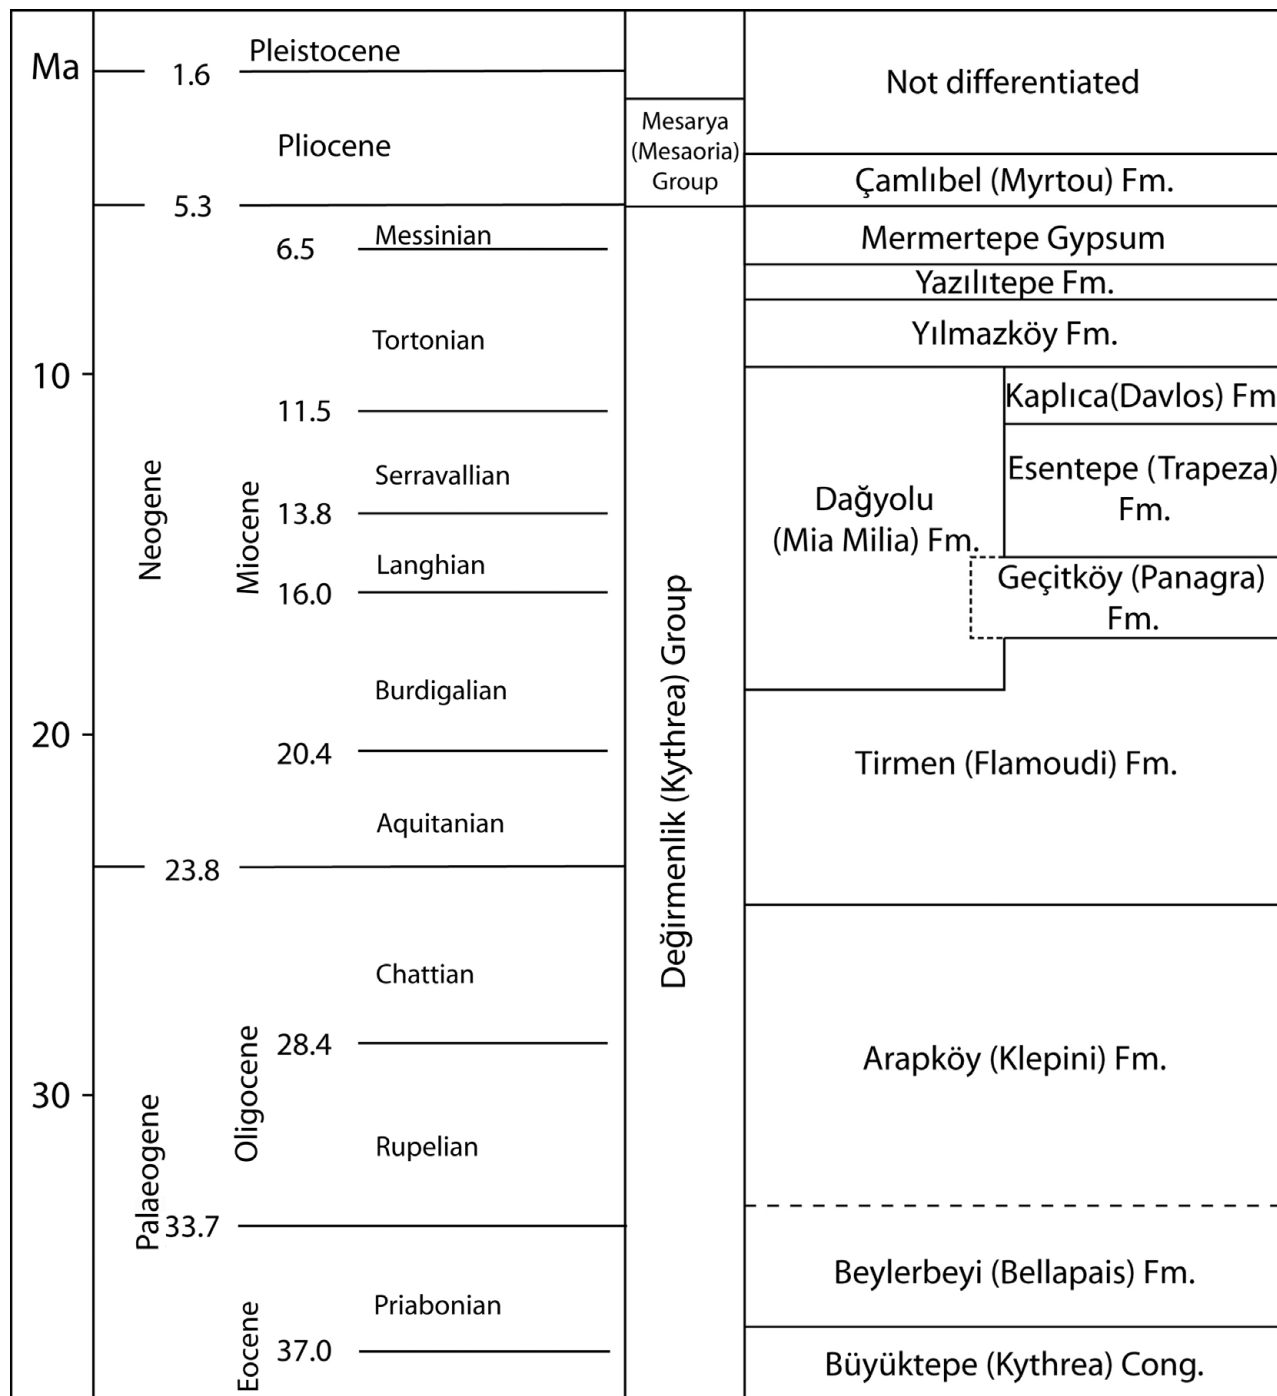 Ma
Pleistocene
1.6
Pliocene
5.3
Messinian
6.5
Tortonian
10
11.5
Serravallian
13.8
Langhian
16.0
Burdigalian
20
20.4
Aquitanian
23.8
Chattian
28.4
30
Rupelian
33.7
Priabonian
37.0
Neogene
Miocene
Palaeogene
Oligocene
Eocene
Mesarya
(Mesaoria)
Group
Değirmenlik (Kythrea) Group
Not differentiated
Çamlıbel (Myrtou) Fm.
Mermertepe Gypsum
Yazılıtepe Fm.
Yılmazköy Fm.
Kaplıca(Davlos) Fm
Esentepe (Trapeza)
Fm.
Dağyolu
(Mia Milia) Fm.
Geçitköy (Panagra)
Fm.
Tirmen (Flamoudi) Fm.
Arapköy (Klepini) Fm.
Beylerbeyi (Bellapais) Fm.
Büyüktepe (Kythrea) Cong.